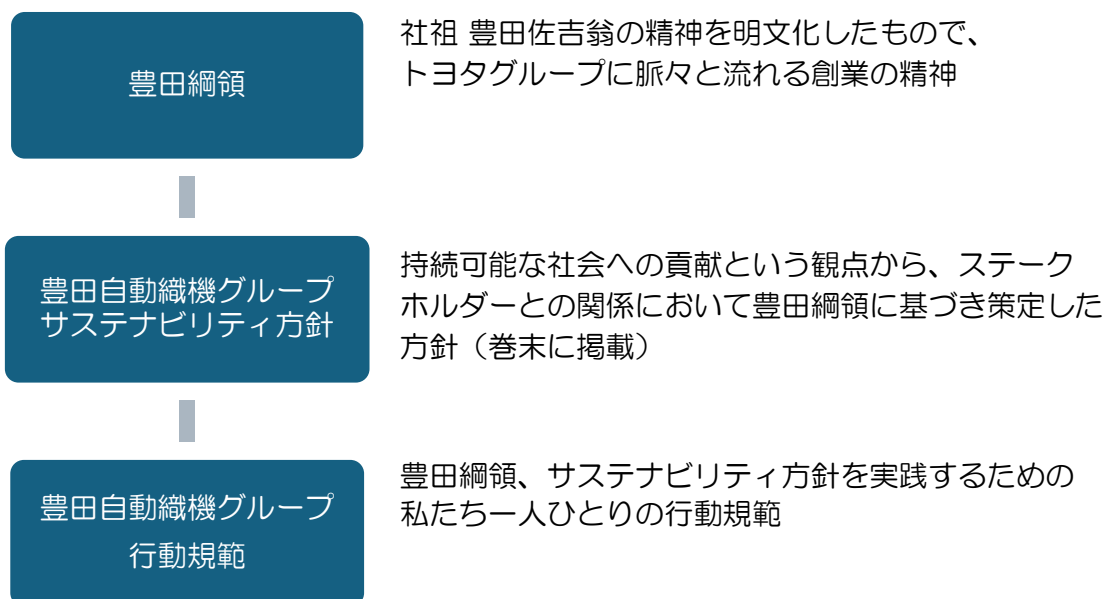 豊田綱領
社祖 豊田佐吉翁の精神を明文化したもので、
トヨタグループに脈々と流れる創業の精神
豊田自動織機グループ
サステナビリティ方針
持続可能な社会への貢献という観点から、ステーク
ホルダーとの関係において豊田綱領に基づき策定した
方針（巻末に掲載）
豊田自動織機グループ
行動規範
豊田綱領、サステナビリティ方針を実践するための
私たち一人ひとりの行動規範